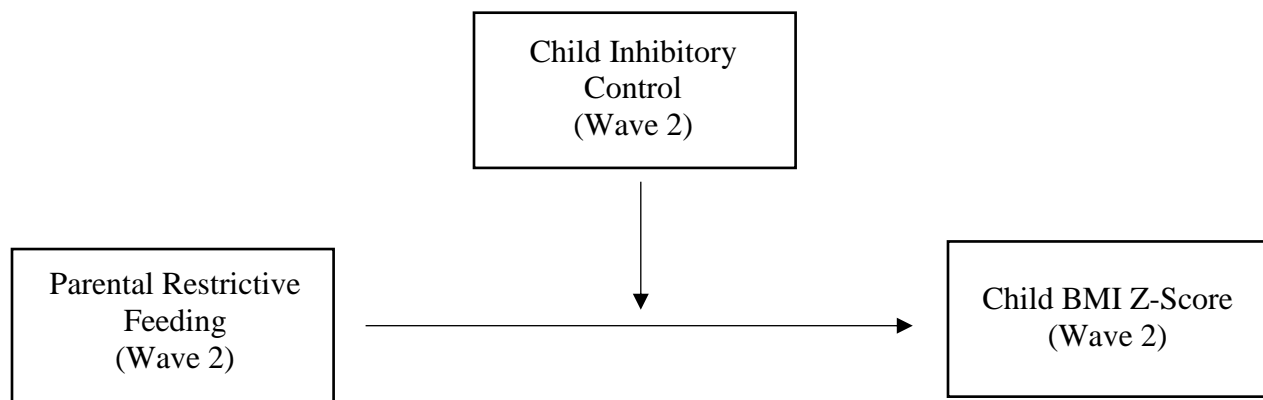 Child Inhibitory
Control
(Wave 2)
Parental Restrictive
Feeding
(Wave 2)
Child BMI Z-Score
(Wave 2)